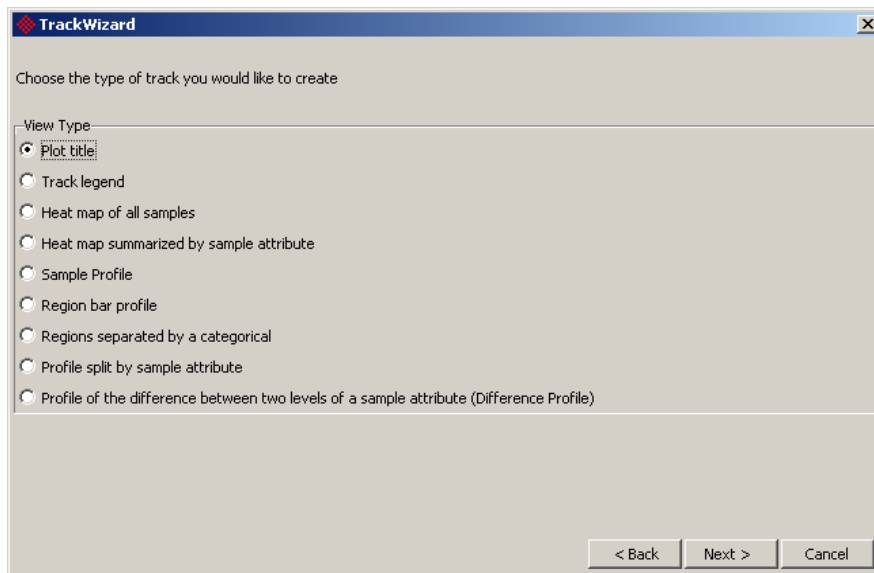 TrackWizard
Choose the type of track you would like to create
View Type
Plot title
Track legend
Heat map of all samples
Heat map summarized by sample attribute
Sample Profile
Region bar profile
Regions separated by a categorical
Profile split by sample attribute
Profile of the difference between two levels of a sample attribute (Difference Profile)
< Back Next > Cancel